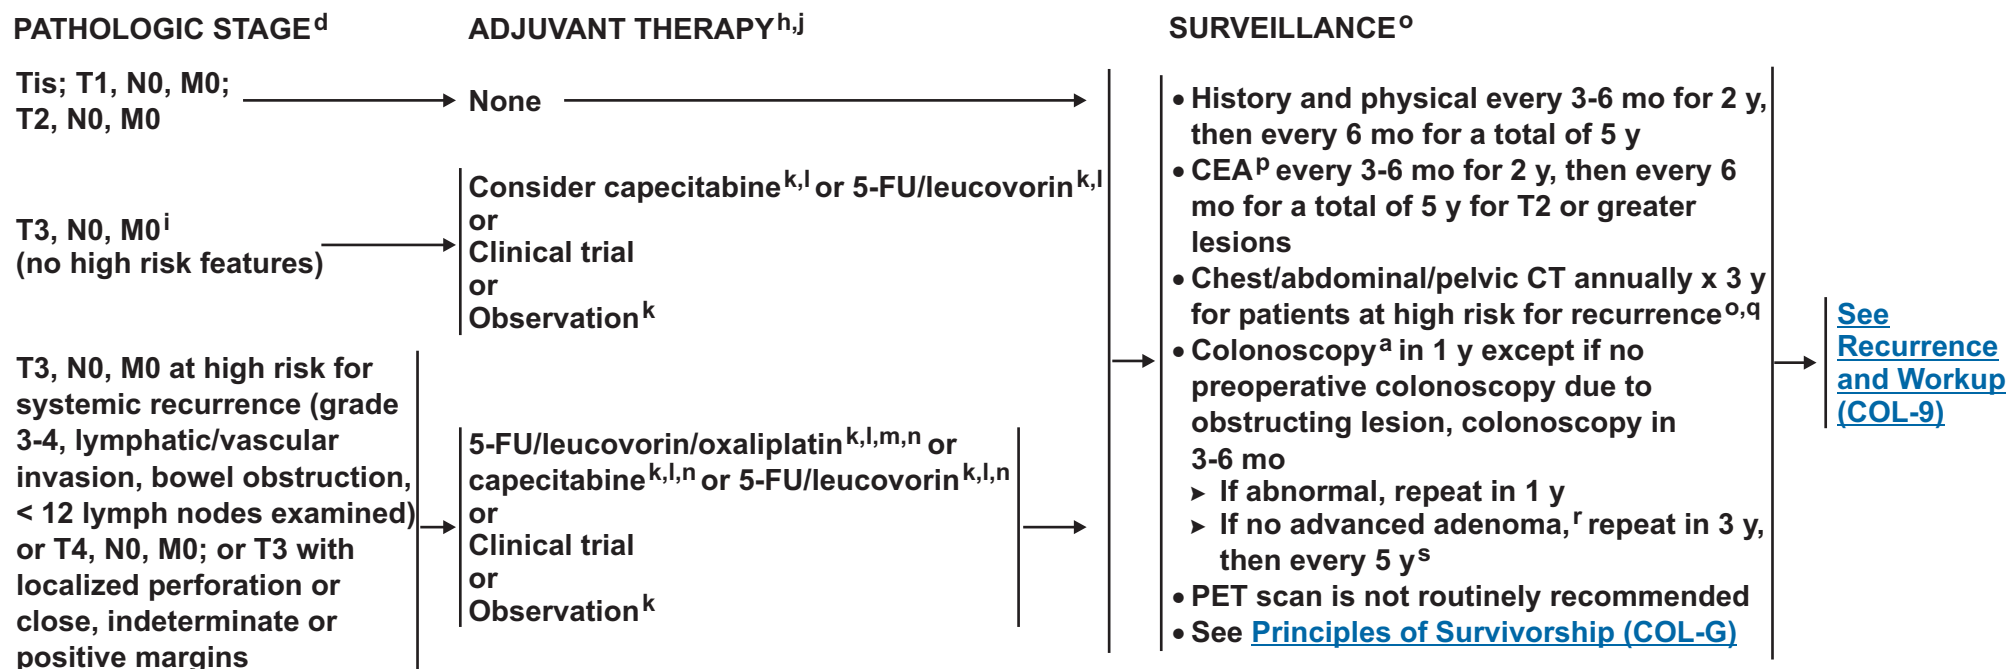 PATHOLOGIC STAGEd
ADJUVANT THERAPYh,j
SURVEILLANCEo
Tis; T1, N0, M0;
T2, N0, M0
None
T3, N0, M0i
(no high risk features)
Consider capecitabinek,l or 5-FU/leucovorink,l
or
Clinical trial
or
Observationk
T3, N0, M0 at high risk for
systemic recurrence (grade
3-4, lymphatic/vascular
invasion, bowel obstruction,
< 12 lymph nodes examined)
or T4, N0, M0; or T3 with
localized perforation or
close, indeterminate or
positive margins
5-FU/leucovorin/oxaliplatink,l,m,n or
capecitabinek,l,n or 5-FU/leucovorink,l,n
or
Clinical trial
or
Observationk
• History and physical every 3-6 mo for 2 y,
then every 6 mo for a total of 5 y
• CEAp every 3-6 mo for 2 y, then every 6
mo for a total of 5 y for T2 or greater
lesions
• Chest/abdominal/pelvic CT annually x 3 y
for patients at high risk for recurrenceo,q
• Colonoscopya in 1 y except if no
preoperative colonoscopy due to
obstructing lesion, colonoscopy in
3-6 mo
➤ If abnormal, repeat in 1 y
➤ If no advanced adenoma,r repeat in 3 y,
then every 5 ys
• PET scan is not routinely recommended
• See Principles of Survivorship (COL-G)
See
Recurrence
and Workup
(COL-9)